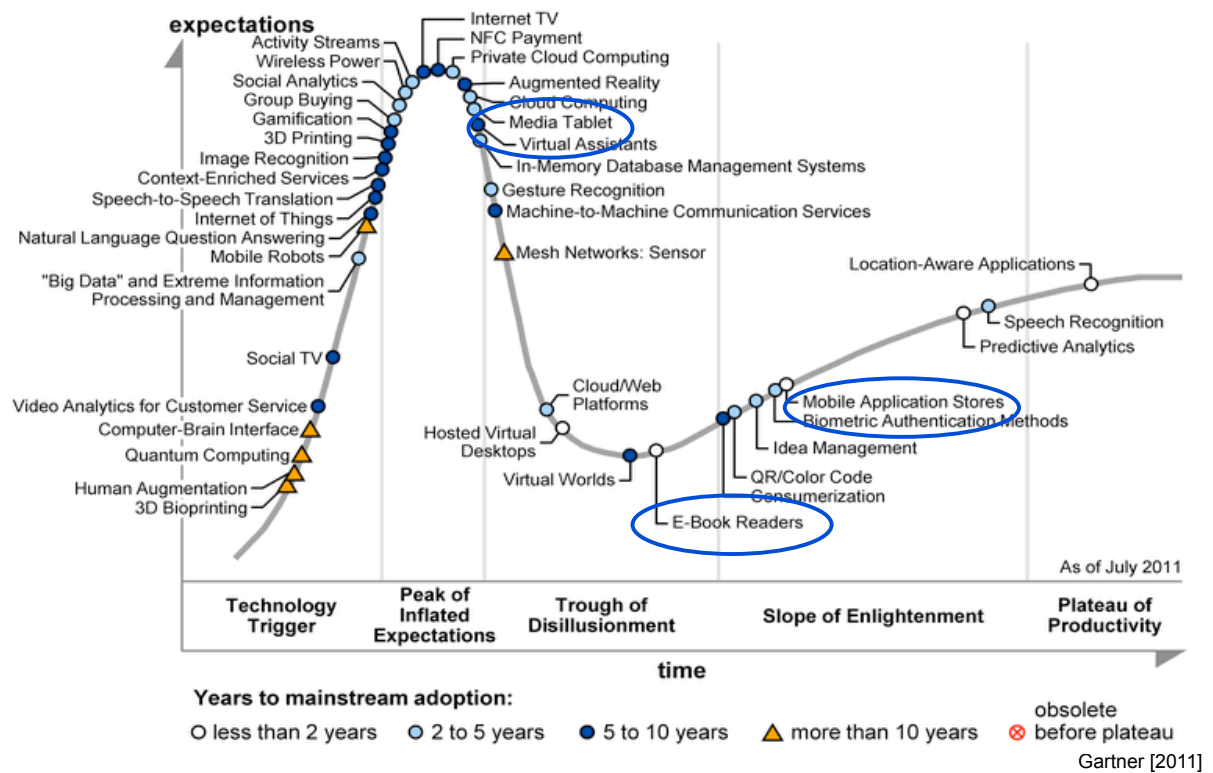 expectations
Activity Streams
Wireless Power
Social Analytics
Group Buying
Gamification
3D Printing
Image Recognition
Context-Enriched Services
Speech-to-Speech Translation
Internet of Things
Natural Language Question Answering
Mobile Robots
"Big Data" and Extreme Information
Processing and Management
Social TV
Video Analytics for Customer Service
Computer-Brain Interface
Quantum Computing
Human Augmentation
3D Bioprinting
Internet TV
NFC Payment
Private Cloud Computing
Augmented Reality
Cloud Computing
Media Tablet
Virtual Assistants
In-Memory Database Management Systems
Gesture Recognition
Machine-to-Machine Communication Services
Mesh Networks: Sensor
Cloud/Web
Platforms
Hosted Virtual
Desktops
Virtual Worlds
E-Book Readers
Consumerization
QR/Color Code
Idea Management
Biometric Authentication Methods
Mobile Application Stores
Predictive Analytics
Speech Recognition
Location-Aware Applications
As of July 2011
Technology
Trigger
Peak of
Inflated
Expectations
Trough of
Disillusionment
Slope of Enlightenment
Plateau of
Productivity
time
Years to mainstream adoption:
less than 2 years
2 to 5 years
5 to 10 years
more than 10 years
obsolete
before plateau
Gartner [2011]